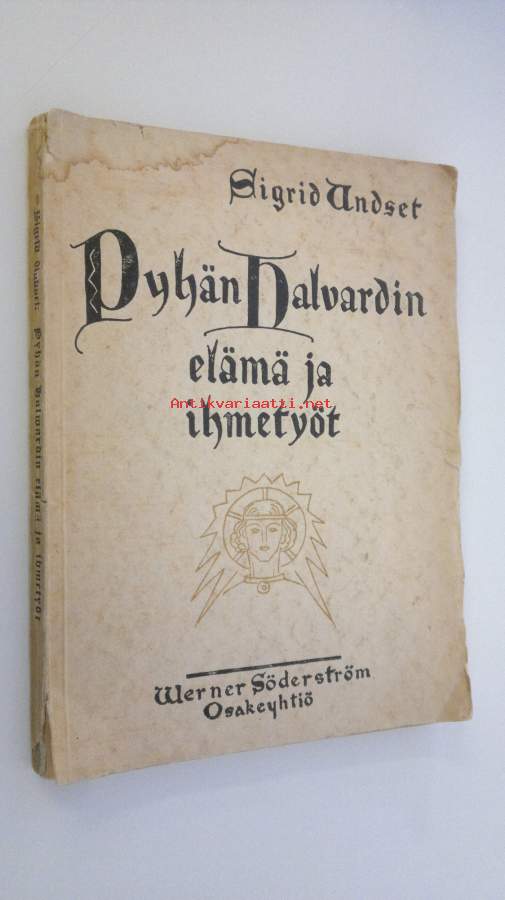 Sigrid Undset
Pyhän Halvardin
elämä ja
Antikvariaatti.net
ihmetyöt
Werner Söderström
Osakeyhtiö
Sigrid Undset: Pyhän Halvardin elämä ja ihmetyöt